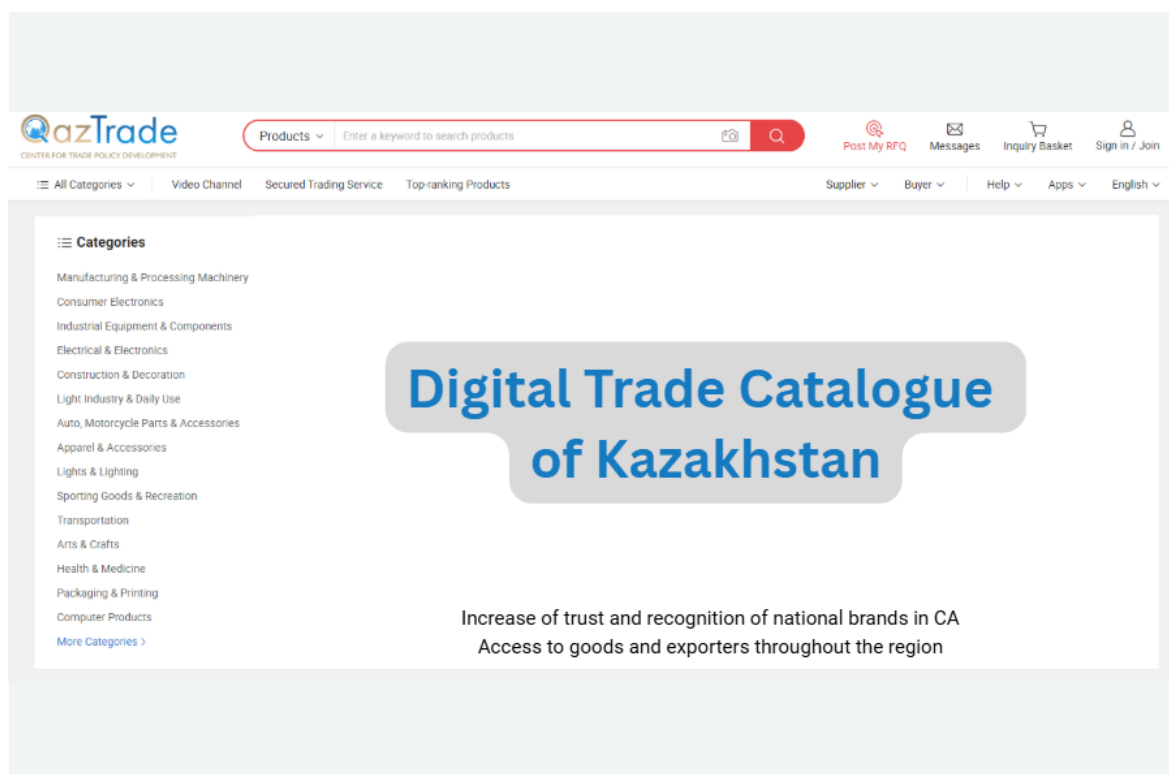 QazTrade
CENTER FOR TRADE POLICY DEVELOPMENT
Products
Enter a keyword to search products
Post My RFQ
Messages
Inquiry Basket
Sign in / Join
All Categories
Video Channel
Secured Trading Service
Top-ranking Products
Supplier
Buyer
Help
Apps
English
Categories
Manufacturing & Processing Machinery
Consumer Electronics
Industrial Equipment & Components
Electrical & Electronics
Construction & Decoration
Light Industry & Daily Use
Auto, Motorcycle Parts & Accessories
Apparel & Accessories
Lights & Lighting
Sporting Goods & Recreation
Transportation
Arts & Crafts
Health & Medicine
Packaging & Printing
Computer Products
More Categories >
Digital Trade Catalogue
of Kazakhstan
Increase of trust and recognition of national brands in CA
Access to goods and exporters throughout the region